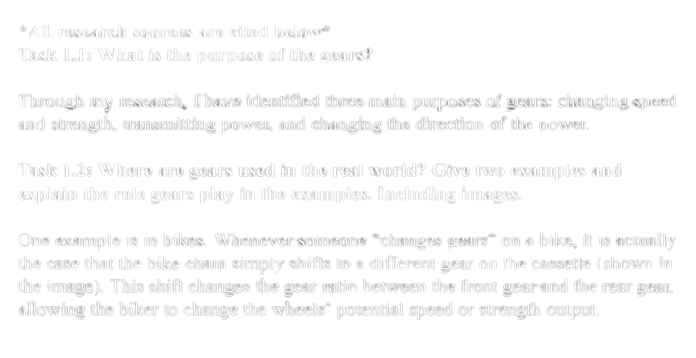 *All research sources are cited below*
Task 1.1: What is the purpose of the gears?
Through my research, I have identified three main purposes of gears: changing speed
and strength, transmitting power, and changing the direction of the power.
Task 1.2: Where are gears used in the real world? Give two examples and
explain the role gears play in the examples. Including images.
One example is in bikes. Whenever someone "changes gears" on a bike, it is actually
the case that the bike chain simply shifts to a different gear on the cassette (shown in
the image). This shift changes the gear ratio between the front gear and the rear gear,
allowing the biker to change the wheels' potential speed or strength output.